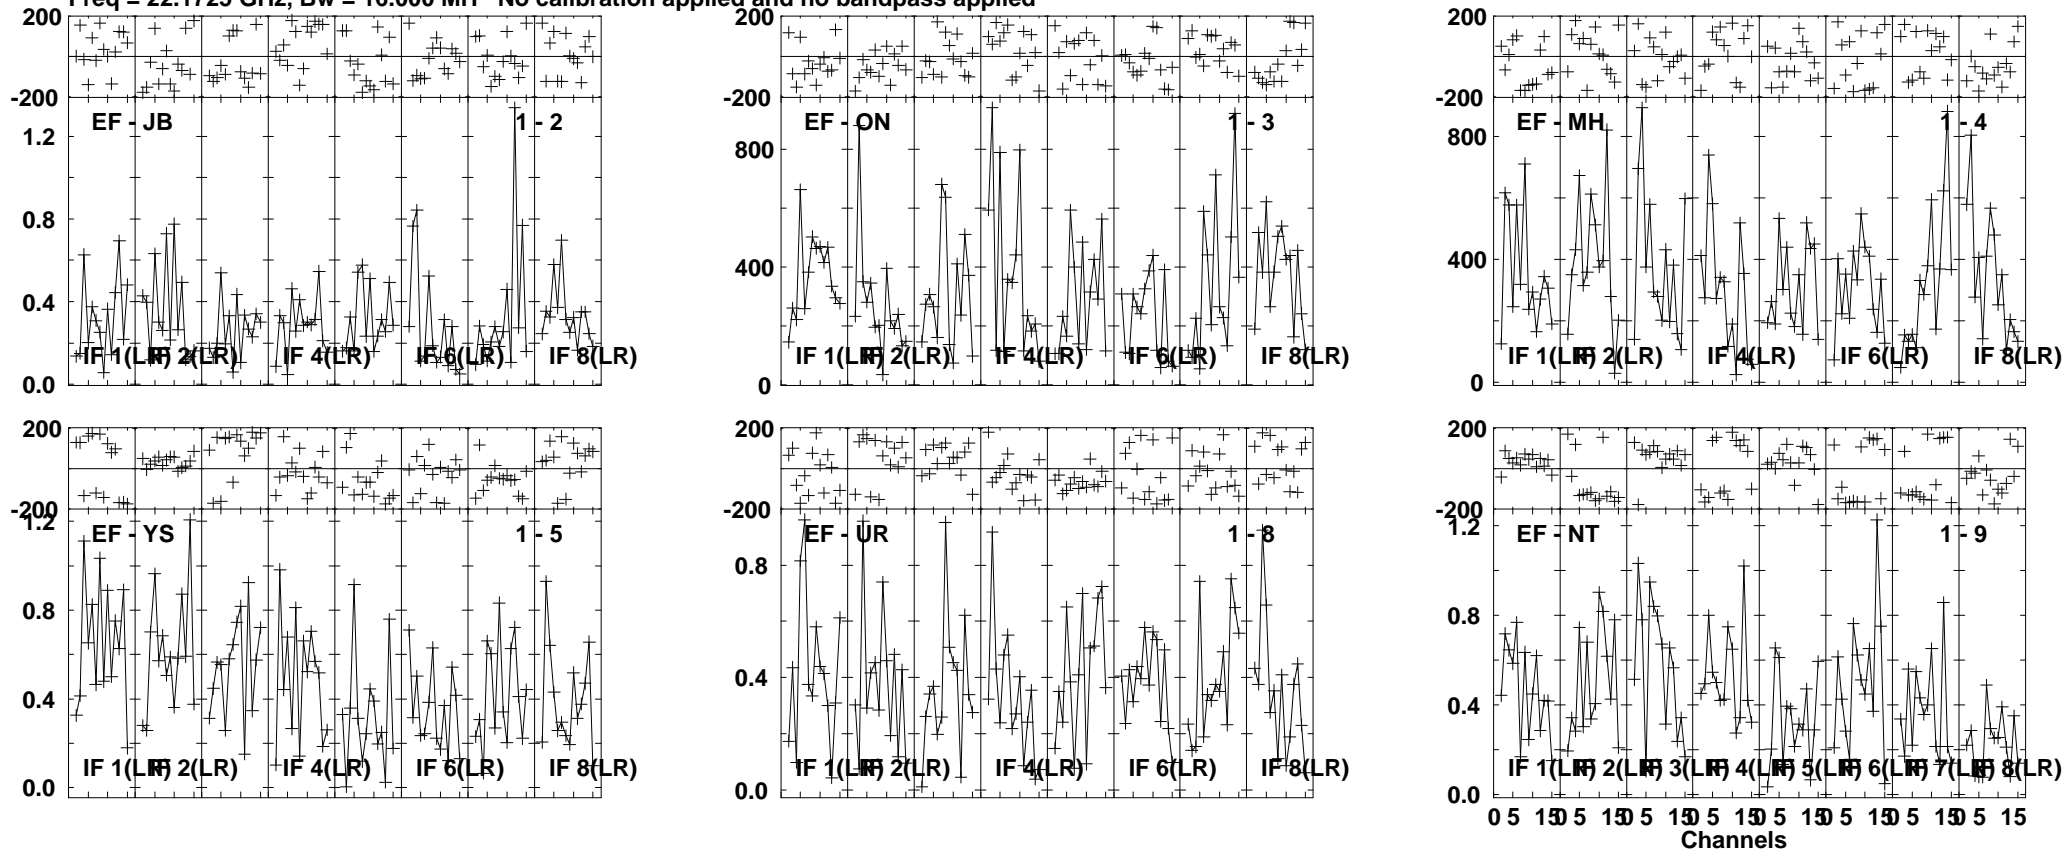 Freq = 22.1725 GHz, Bw = 16.000 MH No calibration applied and no bandpass applied
200
-200
EF - JB
1 - 2
1.2
0.8
0.4
0.0
IF 1(LR)
IF 2(LR)
IF 4(LR)
IF 6(LR)
IF 8(LR)
200
-200
EF - ON
1 - 3
800
400
0
IF 1(LR)
IF 2(LR)
IF 4(LR)
IF 6(LR)
IF 8(LR)
200
-200
EF - MH
1 - 4
800
400
0
IF 1(LR)
IF 2(LR)
IF 4(LR)
IF 6(LR)
IF 8(LR)
200
-200
EF - YS
1 - 5
1.2
0.8
0.4
0.0
IF 1(LR)
IF 2(LR)
IF 4(LR)
IF 6(LR)
IF 8(LR)
200
-200
EF - UR
1 - 8
0.8
0.4
0.0
IF 1(LR)
IF 2(LR)
IF 4(LR)
IF 6(LR)
IF 8(LR)
200
-200
EF - NT
1 - 9
1.2
0.8
0.4
0.0
IF 1(LR)
IF 2(LR)
IF 3(LR)
IF 4(LR)
IF 5(LR)
IF 6(LR)
IF 7(LR)
IF 8(LR)
0 5 15 0 5 15 0 5 15 0 5 15 0 5 15 0 5 15 0 5 15 0 5 15
Channels